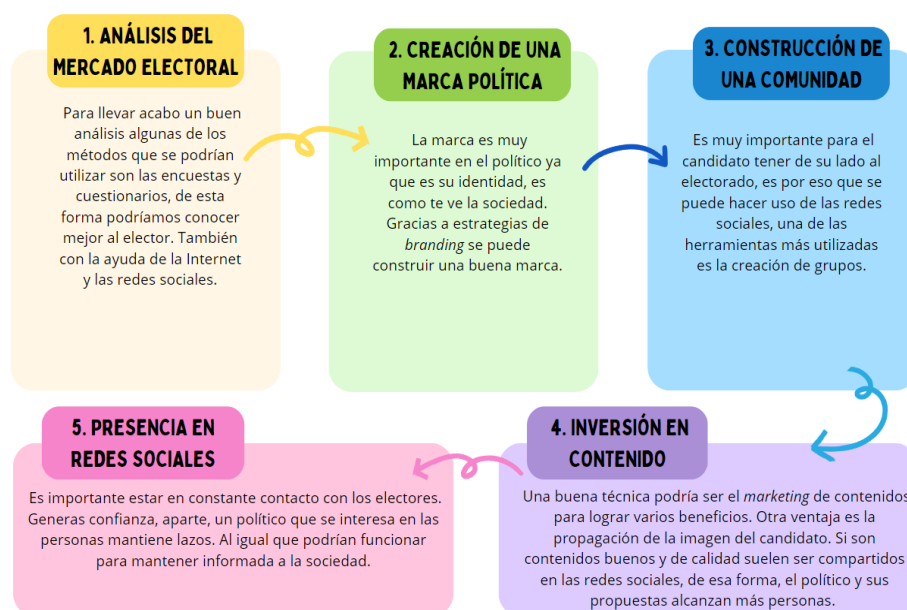 1. ANÁLISIS DEL
MERCADO ELECTORAL
Para llevar acabo un buen
análisis algunas de los
métodos que se podrían
utilizar son las encuestas y
cuestionarios, de esta
forma podríamos conocer
mejor al elector. También
con la ayuda de la Internet
y las redes sociales.
2. CREACIÓN DE UNA
MARCA POLÍTICA
La marca es muy
importante en el político ya
que es su identidad, es
como te ve la sociedad.
Gracias a estrategias de
branding se puede
construir una buena marca.
3. CONSTRUCCIÓN DE
UNA COMUNIDAD
Es muy importante para el
candidato tener de su lado al
electorado, es por eso que se
puede hacer uso de las redes
sociales, una de las
herramientas más utilizadas
es la creación de grupos.
4. INVERSIÓN EN
CONTENIDO
Una buena técnica podría ser el marketing de contenidos
para lograr varios beneficios. Otra ventaja es la
propagación de la imagen del candidato. Si son
contenidos buenos y de calidad suelen ser compartidos
en las redes sociales, de esa forma, el político y sus
propuestas alcanzan más personas.
5. PRESENCIA EN
REDES SOCIALES
Es importante estar en constante contacto con los electores.
Generas confianza, aparte, un político que se interesa en las
personas mantiene lazos. Al igual que podrían funcionar
para mantener informada a la sociedad.